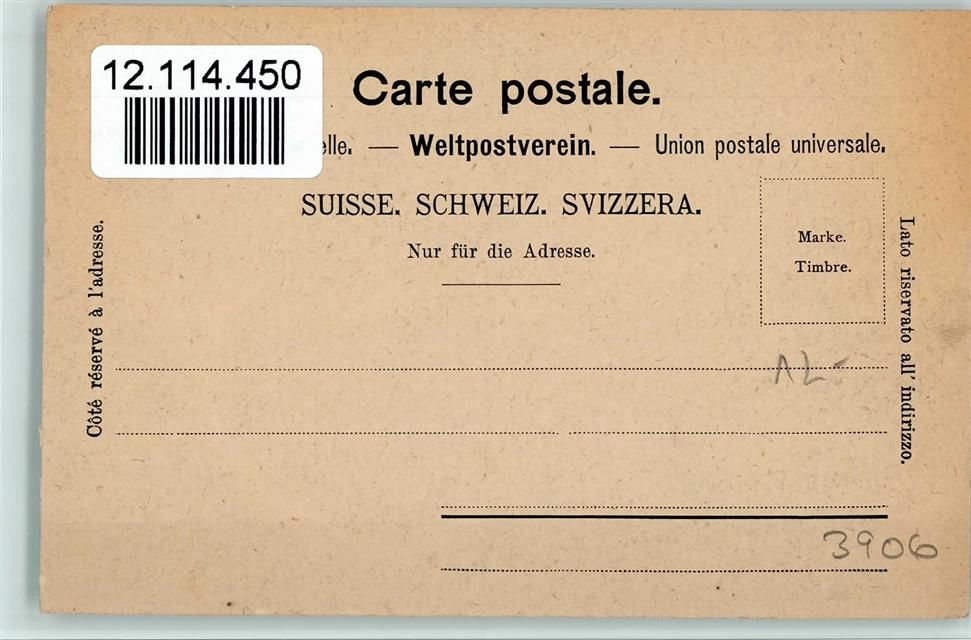 12.114.450
Carte postale.
elle. — Weltpostverein. — Union postale universale.
SUISSE. SCHWEIZ. SVIZZERA.
Nur für die Adresse.
Marke.
Timbre.
Côté réservé à l'adresse.
Lato riservato all' indirizzo.
3906